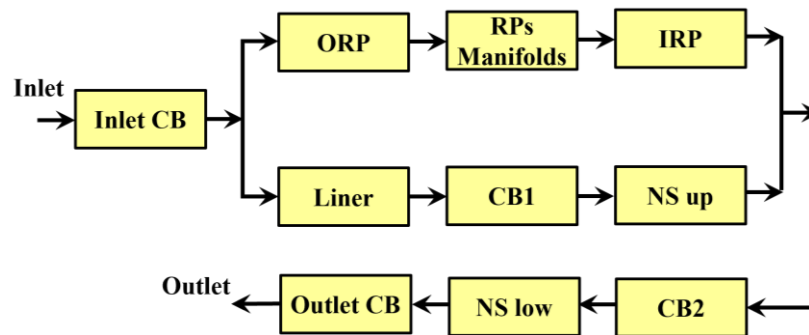 Inlet
Inlet CB
ORP
RPs
Manifolds
IRP
Liner
CB1
NS up
Outlet
Outlet CB
NS low
CB2